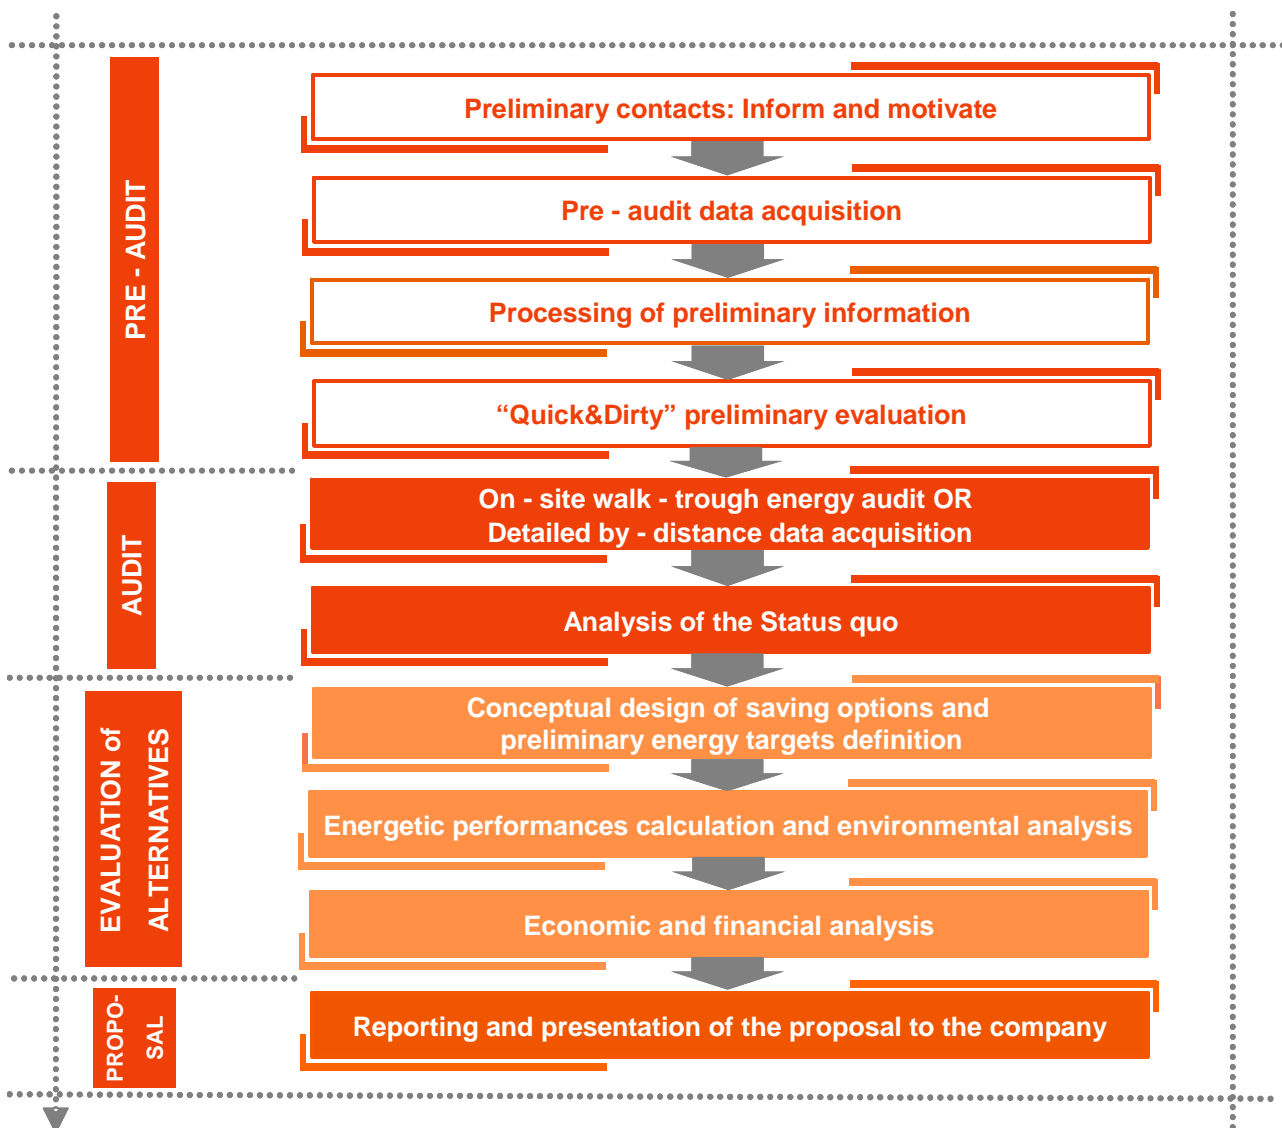 PRE - AUDIT
Preliminary contacts: Inform and motivate
Pre - audit data acquisition
Processing of preliminary information
“Quick&Dirty” preliminary evaluation
AUDIT
On - site walk - trough energy audit OR
Detailed by - distance data acquisition
Analysis of the Status quo
EVALUATION of
ALTERNATIVES
Conceptual design of saving options and
preliminary energy targets definition
Energetic performances calculation and environmental analysis
Economic and financial analysis
PROPO-
SAL
Reporting and presentation of the proposal to the company